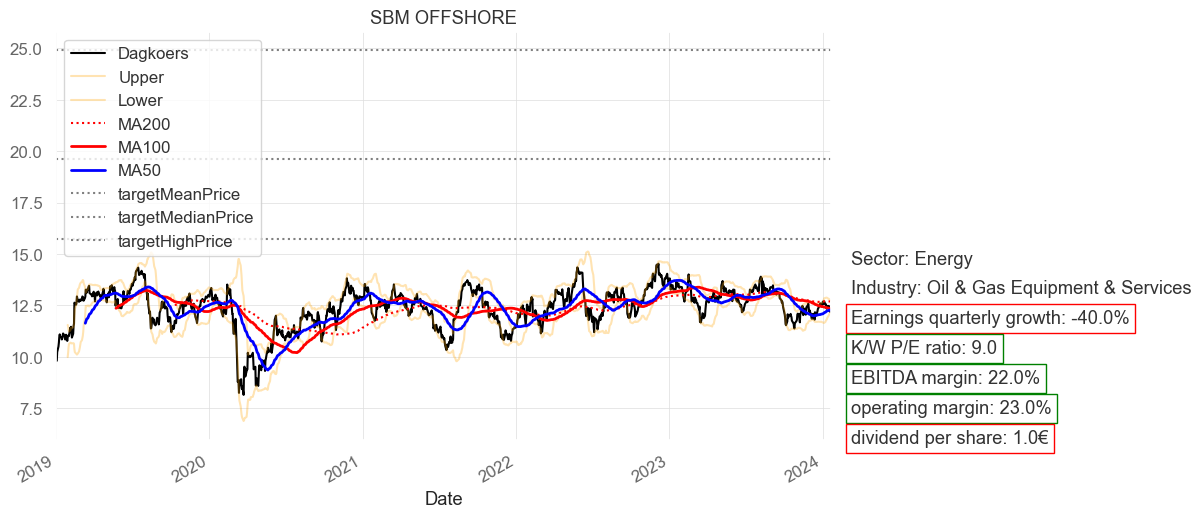 SBM OFFSHORE
25.0
22.5
20.0
17.5
15.0
12.5
10.0
7.5
Dagkoers
Upper
Lower
MA200
MA100
MA50
targetMeanPrice
targetMedianPrice
targetHighPrice
2019
2020
2021
2022
2023
2024
Date
Sector: Energy
Industry: Oil & Gas Equipment & Services
Earnings quarterly growth: -40.0%
K/W P/E ratio: 9.0
EBITDA margin: 22.0%
operating margin: 23.0%
dividend per share: 1.0€